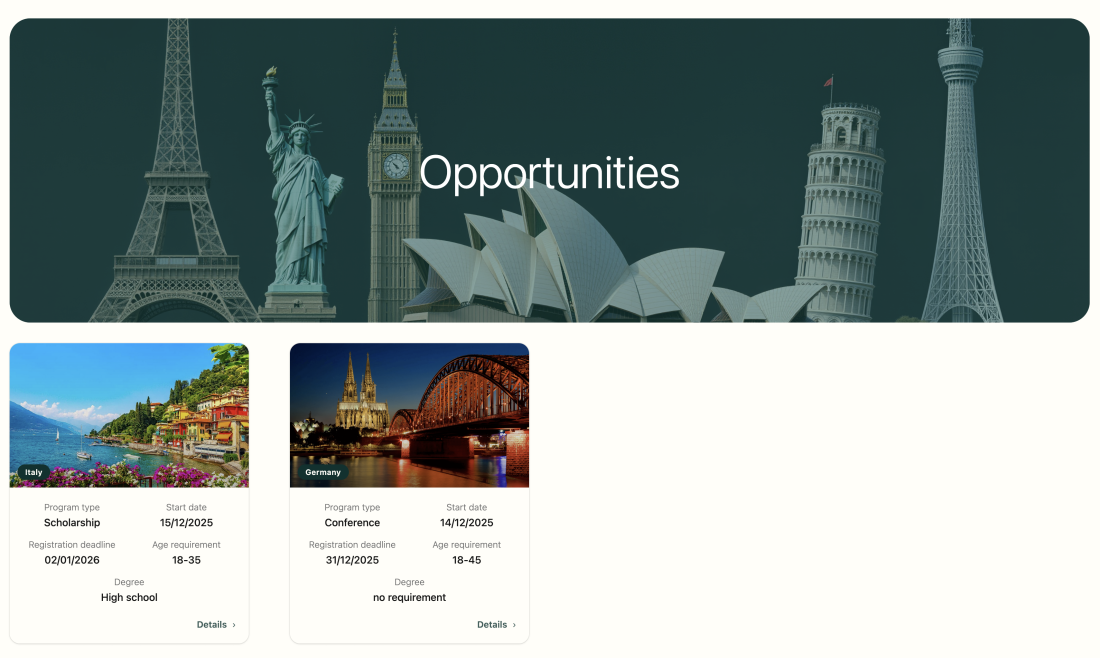 Opportunities
Italy
Program type
Scholarship
Start date
15/12/2025
Registration deadline
02/01/2026
Age requirement
18-35
Degree
High school
Details ›
Germany
Program type
Conference
Start date
14/12/2025
Registration deadline
31/12/2025
Age requirement
18-45
Degree
no requirement
Details ›